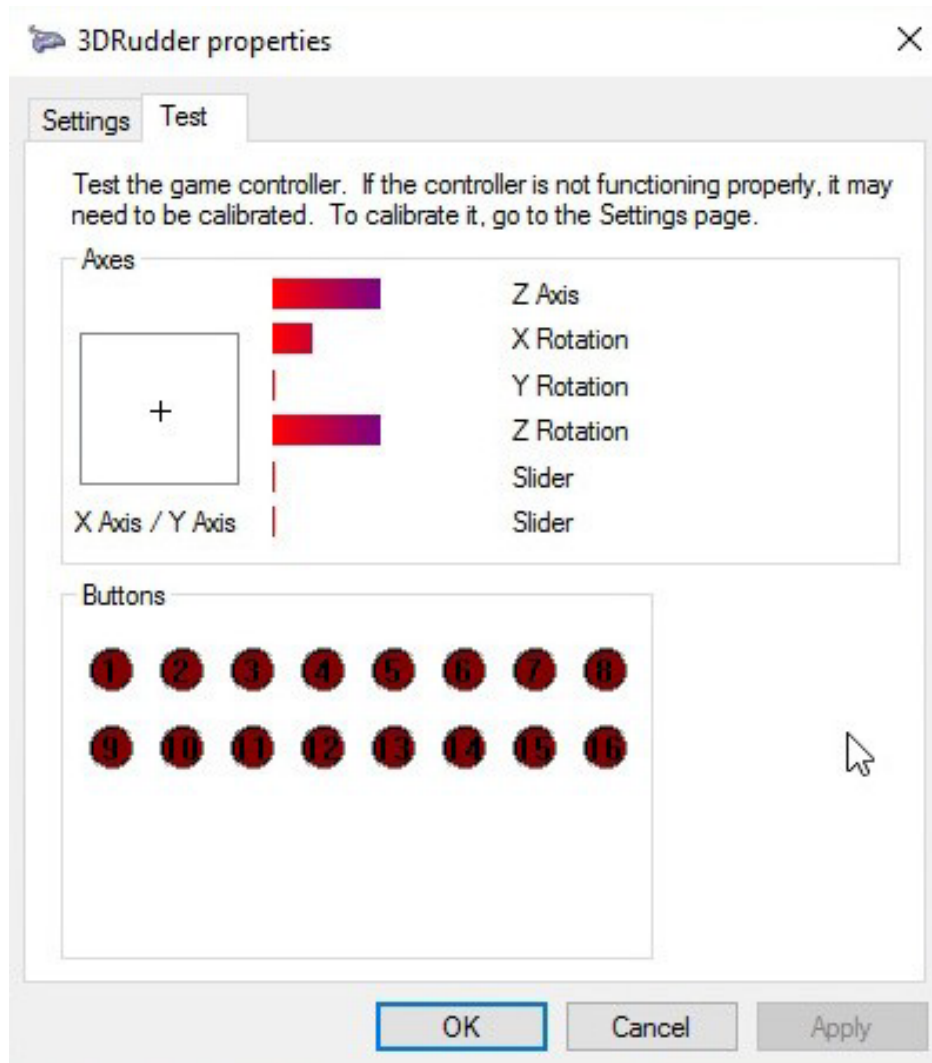 3DRudder properties
Settings Test
Test the game controller. If the controller is not functioning properly, it may
need to be calibrated. To calibrate it, go to the Settings page.
Axes
Z Axis
X Rotation
Y Rotation
Z Rotation
Slider
X Axis / Y Axis Slider
Buttons
1 2 3 4 5 6 7 8
9 10 11 12 13 14 15 16
OK Cancel Apply